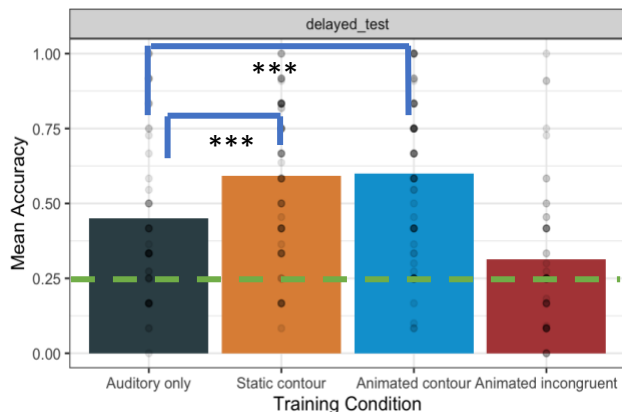 delayed_test
1.00
***
0.75
***
Mean Accuracy
0.50
0.25
0.00
Auditory only Static contour Animated contour Animated incongruent
Training Condition